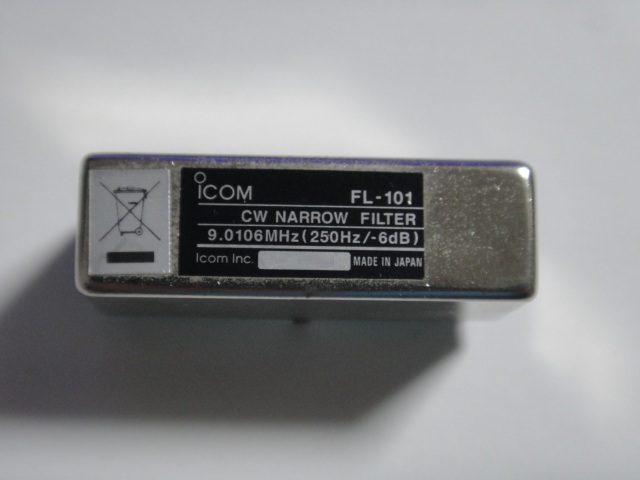 ICOM FL-101
CW NARROW FILTER
9.0106MHz(250Hz/-6dB)
Icom Inc. MADE IN JAPAN